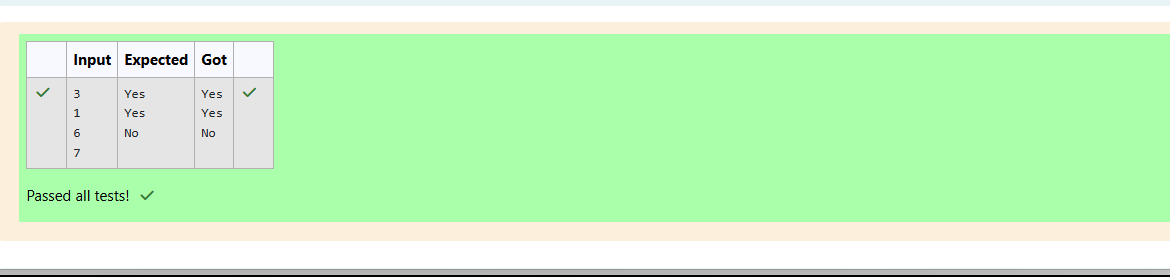 Input Expected Got
3 Yes Yes
1 Yes Yes
6 No No
7
Passed all tests!